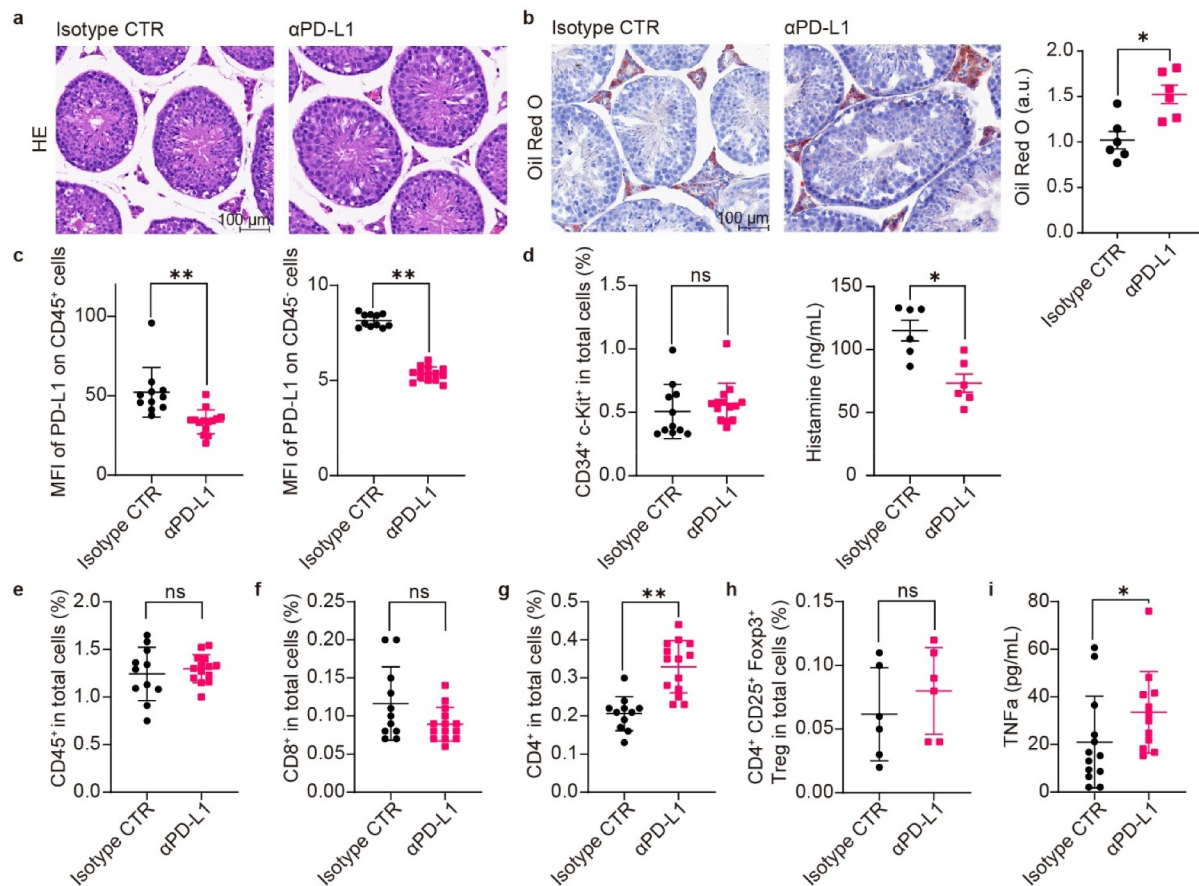 a
Isotype CTR
αPD-L1
HE
100 µm
b
Isotype CTR
αPD-L1
Oil Red O
100 µm
Oil Red O (a.u.)
2.0
1.5
1.0
0.5
0.0
*
Isotype CTR
αPD-L1
c
MFI of PD-L1 on CD45⁺ cells
100
50
0
**
Isotype CTR
αPD-L1
MFI of PD-L1 on CD45⁻ cells
10
5
0
**
Isotype CTR
αPD-L1
d
CD34⁺ c-Kit⁺ in total cells (%)
1.5
1.0
0.5
0.0
ns
Isotype CTR
αPD-L1
Histamine (ng/mL)
150
100
50
0
*
Isotype CTR
αPD-L1
e
CD45⁺ in total cells (%)
2.0
1.5
1.0
0.5
0.0
ns
Isotype CTR
αPD-L1
f
CD8⁺ in total cells (%)
0.25
0.20
0.15
0.10
0.05
0.00
ns
Isotype CTR
αPD-L1
g
CD4⁺ in total cells (%)
0.5
0.4
0.3
0.2
0.1
0.0
**
Isotype CTR
αPD-L1
h
CD4⁺ CD25⁺ Foxp3⁺
Treg in total cells (%)
0.15
0.10
0.05
0.00
ns
Isotype CTR
αPD-L1
i
TNFa (pg/mL)
80
60
40
20
0
*
Isotype CTR
αPD-L1